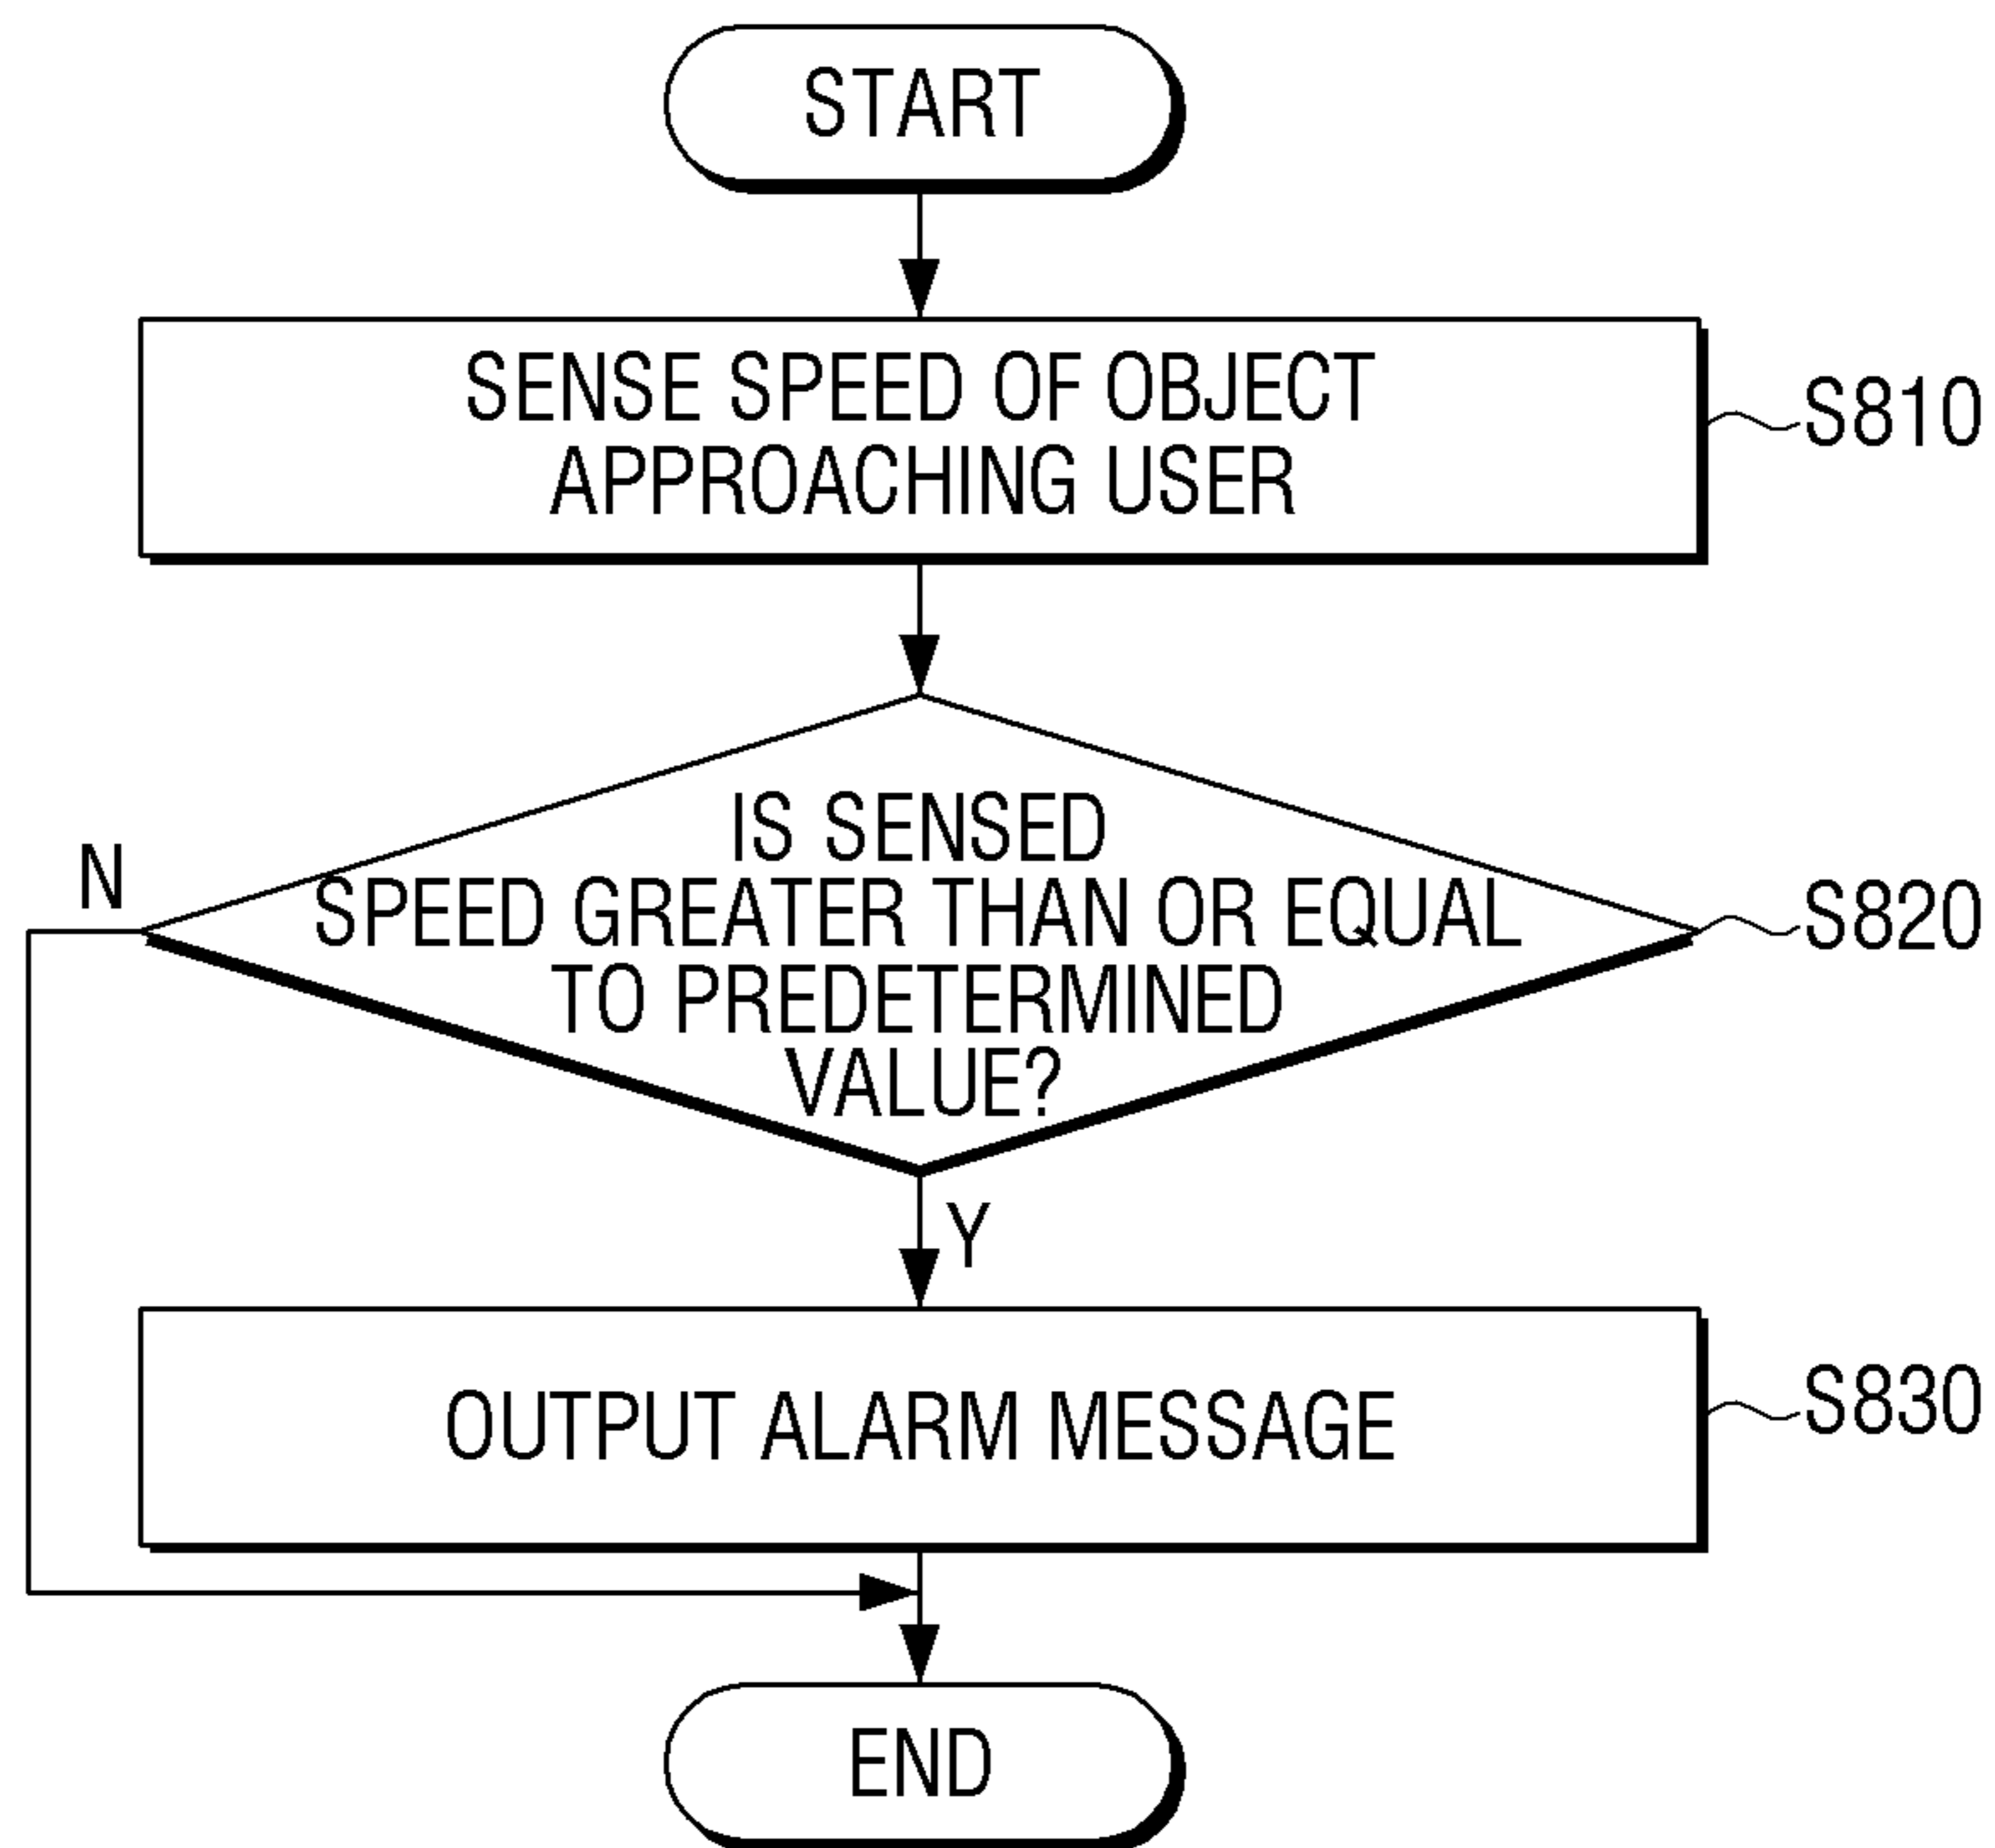 START
SENSE SPEED OF OBJECT
APPROACHING USER
S810
IS SENSED
SPEED GREATER THAN OR EQUAL
TO PREDETERMINED
VALUE?
S820
N
Y
OUTPUT ALARM MESSAGE
S830
END